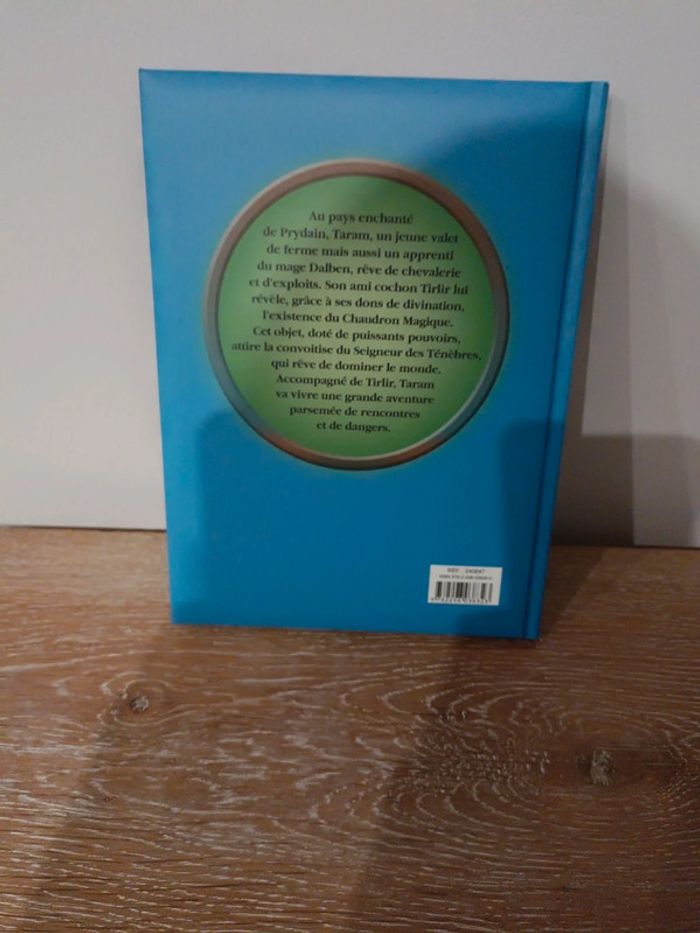 Au pays enchanté
de Prydain, Taram, un jeune valet
de ferme mais aussi un apprenti
du mage Dalben, rêve de chevalerie
et d'exploits. Son ami cochon Tirlir lui
révèle, grâce à ses dons de divination,
l'existence du Chaudron Magique.
Cet objet, doté de puissants pouvoirs,
attire la convoitise du Seigneur des Ténèbres,
qui rêve de dominer le monde.
Accompagné de Tirlir, Taram
va vivre une grande aventure
parsemée de rencontres
et de dangers.